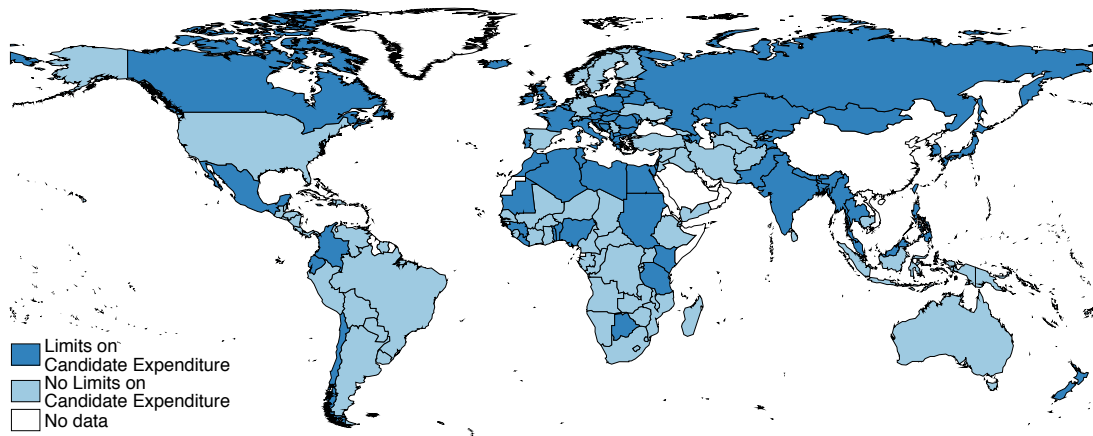 Limits on
Candidate Expenditure
No Limits on
Candidate Expenditure
No data